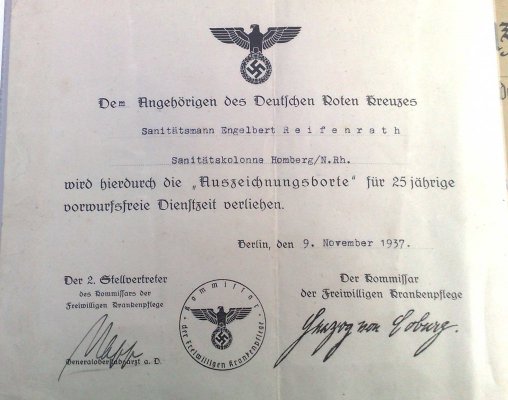 Dem Angehörigen des Deutschen Roten Kreuzes
Sanitätsmann Engelbert Reifenrath
Sanitätskolonne Homberg/N.Rh.
wird hierdurch die „Auszeichnungsborte“ für 25 jährige
vorwurfsfreie Dienstzeit verliehen.
Berlin, den 9. November 1937.
Der 2. Stellvertreter
des Kommissars der
Freiwilligen Krankenpflege
Generaloberstabsarzt a. D.
Kommissar
der Freiwilligen Krankenpflege
Der Kommissar
der Freiwilligen Krankenpflege
Herzog von Coburg.